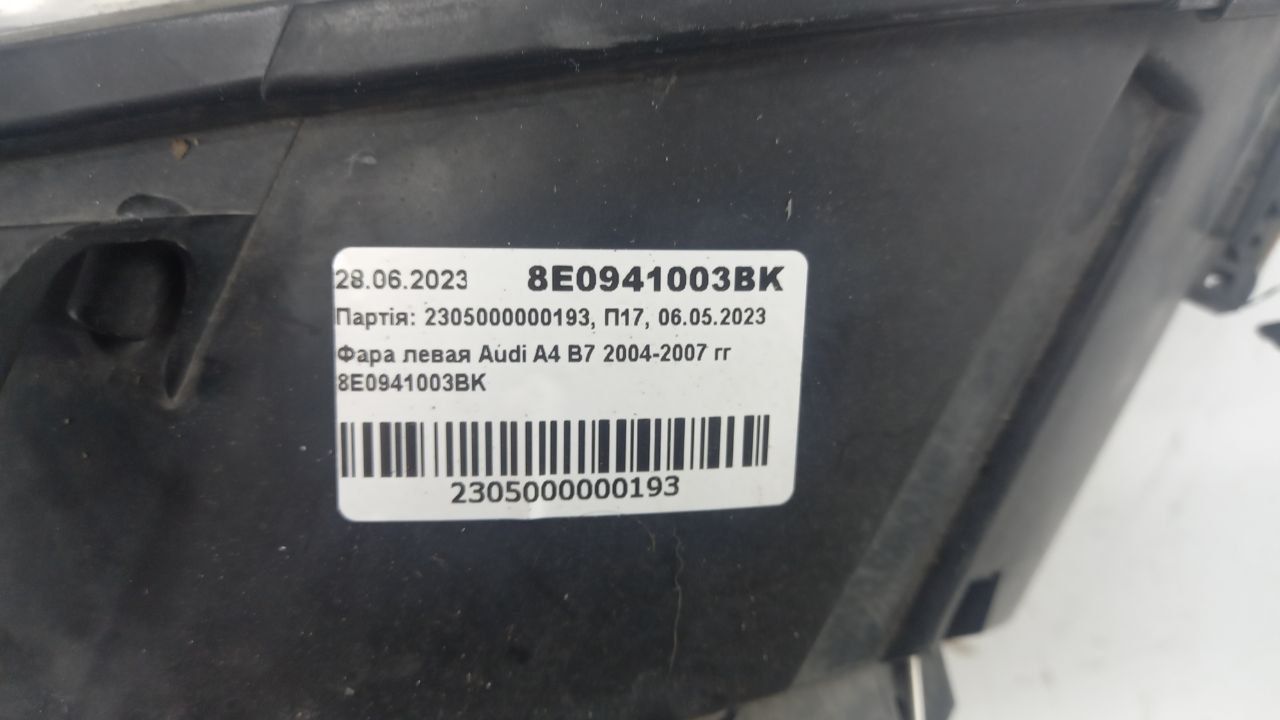 28.06.2023 8E0941003BK
Партія: 2305000000193, П17, 06.05.2023
Фара левая Audi A4 B7 2004-2007 гг
8E0941003BK
2305000000193